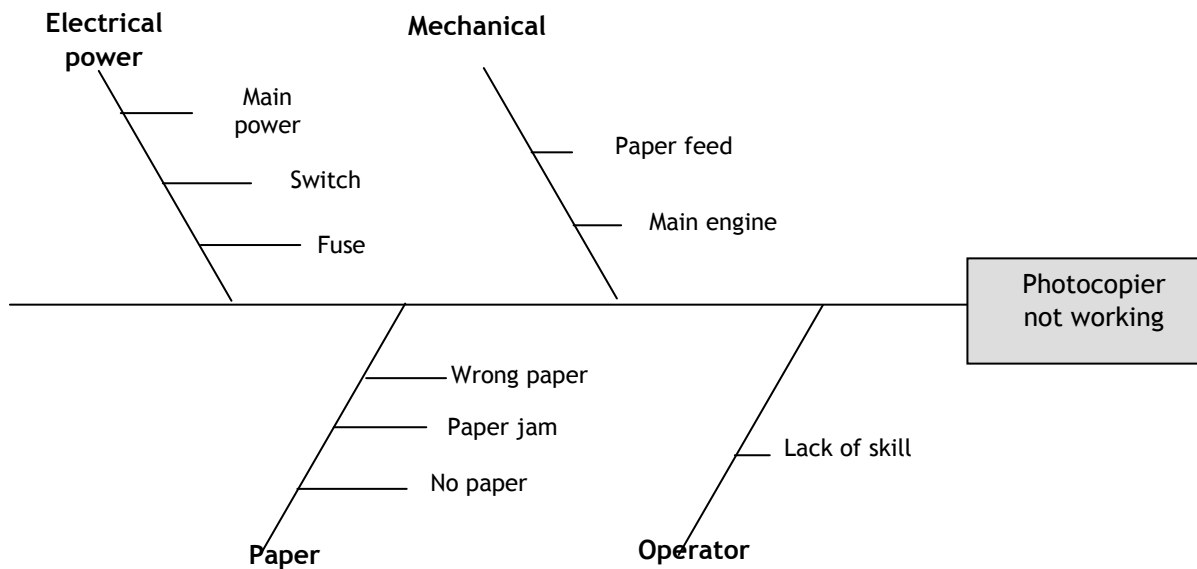 Electrical
power
Mechanical
Main
power
Paper feed
Switch
Main engine
Fuse
Photocopier
not working
Wrong paper
Paper jam
Lack of skill
No paper
Paper
Operator